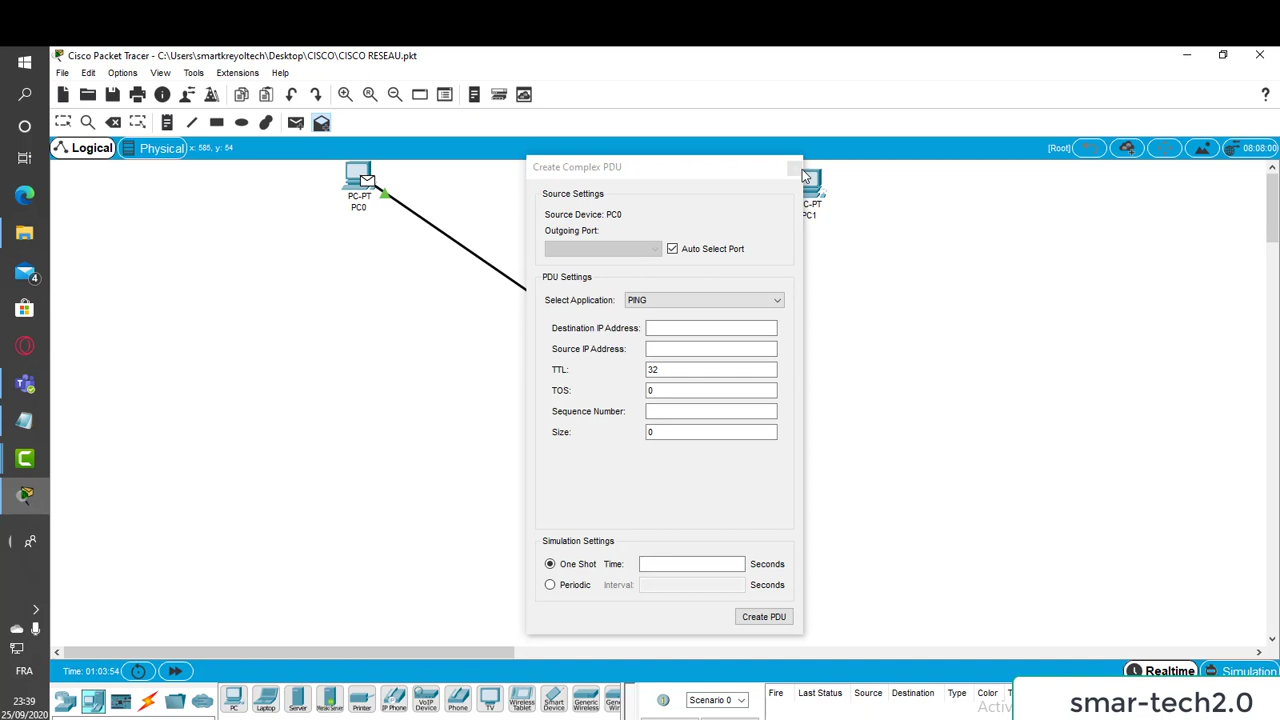 Cisco Packet Tracer - C:\Users\smartkreyoltech\Desktop\CISCO\CISCO RESEAU.pkt
File Edit Options View Tools Extensions Help
?
Logical Physical x: 585, y: 54 [Root] 08:08:00
PC-PT
PC0
C-PT
PC1
Create Complex PDU
Source Settings
Source Device: PC0
Outgoing Port:
Auto Select Port
PDU Settings
Select Application: PING
Destination IP Address:
Source IP Address:
TTL: 32
TOS: 0
Sequence Number:
Size: 0
Simulation Settings
One Shot Time: Seconds
Periodic Interval: Seconds
Create PDU
4
FRA
23:39
25/09/2020
Time: 01:03:54 Realtime Simulation
PC Laptop Server Printer IP Phone VoIP Device Phone TV Wireless Tablet Smart Device Generic Wireless Generic Wired
Scenario 0 Fire Last Status Source Destination Type Color
Activ
smar-tech2.0